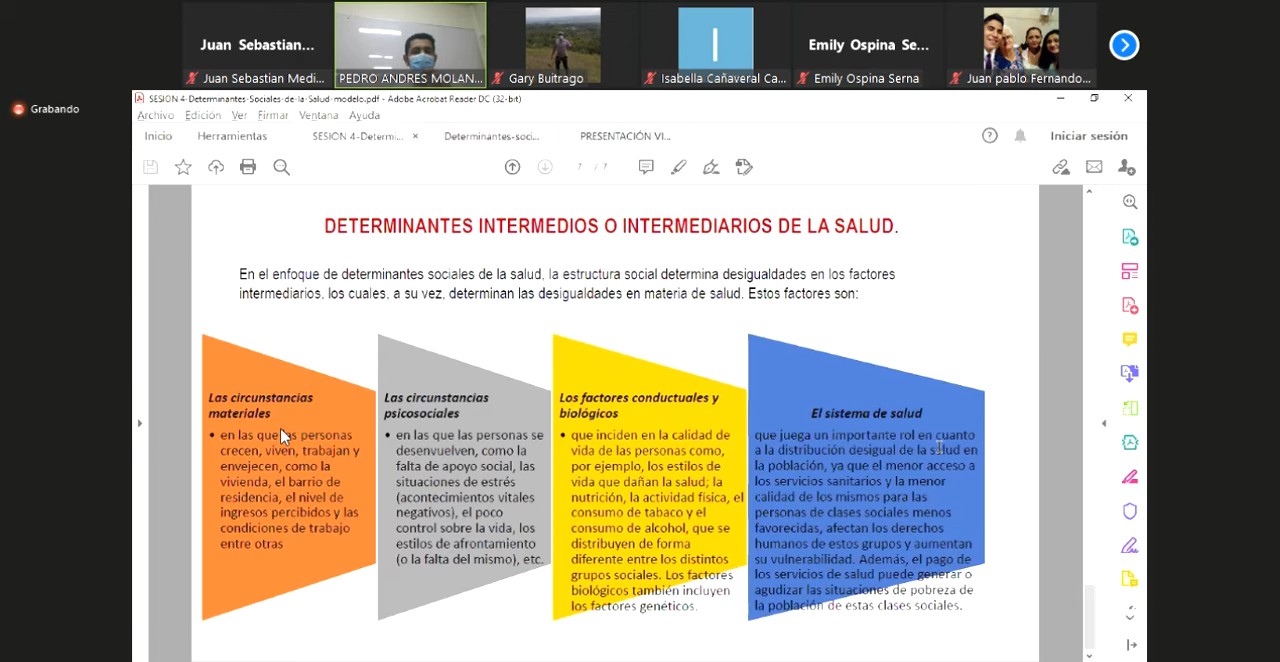 Juan Sebastian...
Emily Ospina Se...
Juan Sebastian Medi...
PEDRO ANDRES MOLAN...
Gary Buitrago
Isabella Cañaveral Ca...
Emily Ospina Serna
Juan pablo Fernando...
Grabando
SESION 4-Determinantes-Sociales-de-la-Salud-modelo.pdf - Adobe Acrobat Reader DC (32-bit)
Archivo Edición Ver Firmar Ventana Ayuda
Inicio Herramientas SESION 4-Determi... × Determinantes-soci... PRESENTACIÓN VI... Iniciar sesión
7 / 7
DETERMINANTES INTERMEDIOS O INTERMEDIARIOS DE LA SALUD.
En el enfoque de determinantes sociales de la salud, la estructura social determina desigualdades en los factores
intermediarios, los cuales, a su vez, determinan las desigualdades en materia de salud. Estos factores son:
Las circunstancias
materiales
• en las que las personas
crecen, viven, trabajan y
envejecen, como la
vivienda, el barrio de
residencia, el nivel de
ingresos percibidos y las
condiciones de trabajo
entre otras
Las circunstancias
psicosociales
• en las que las personas se
desenvuelven, como la
falta de apoyo social, las
situaciones de estrés
(acontecimientos vitales
negativos), el poco
control sobre la vida, los
estilos de afrontamiento
(o la falta del mismo), etc.
Los factores conductuales y
biológicos
• que inciden en la calidad de
vida de las personas como,
por ejemplo, los estilos de
vida que dañan la salud; la
nutrición, la actividad física, el
consumo de tabaco y el
consumo de alcohol, que se
distribuyen de forma
diferente entre los distintos
grupos sociales. Los factores
biológicos también incluyen
los factores genéticos.
El sistema de salud
que juega un importante rol en cuanto
a la distribución desigual de la salud en
la población, ya que el menor acceso a
los servicios sanitarios y la menor
calidad de los mismos para las
personas de clases sociales menos
favorecidas, afectan los derechos
humanos de estos grupos y aumentan
su vulnerabilidad. Además, el pago de
los servicios de salud puede generar o
agudizar las situaciones de pobreza de
la población de estas clases sociales.